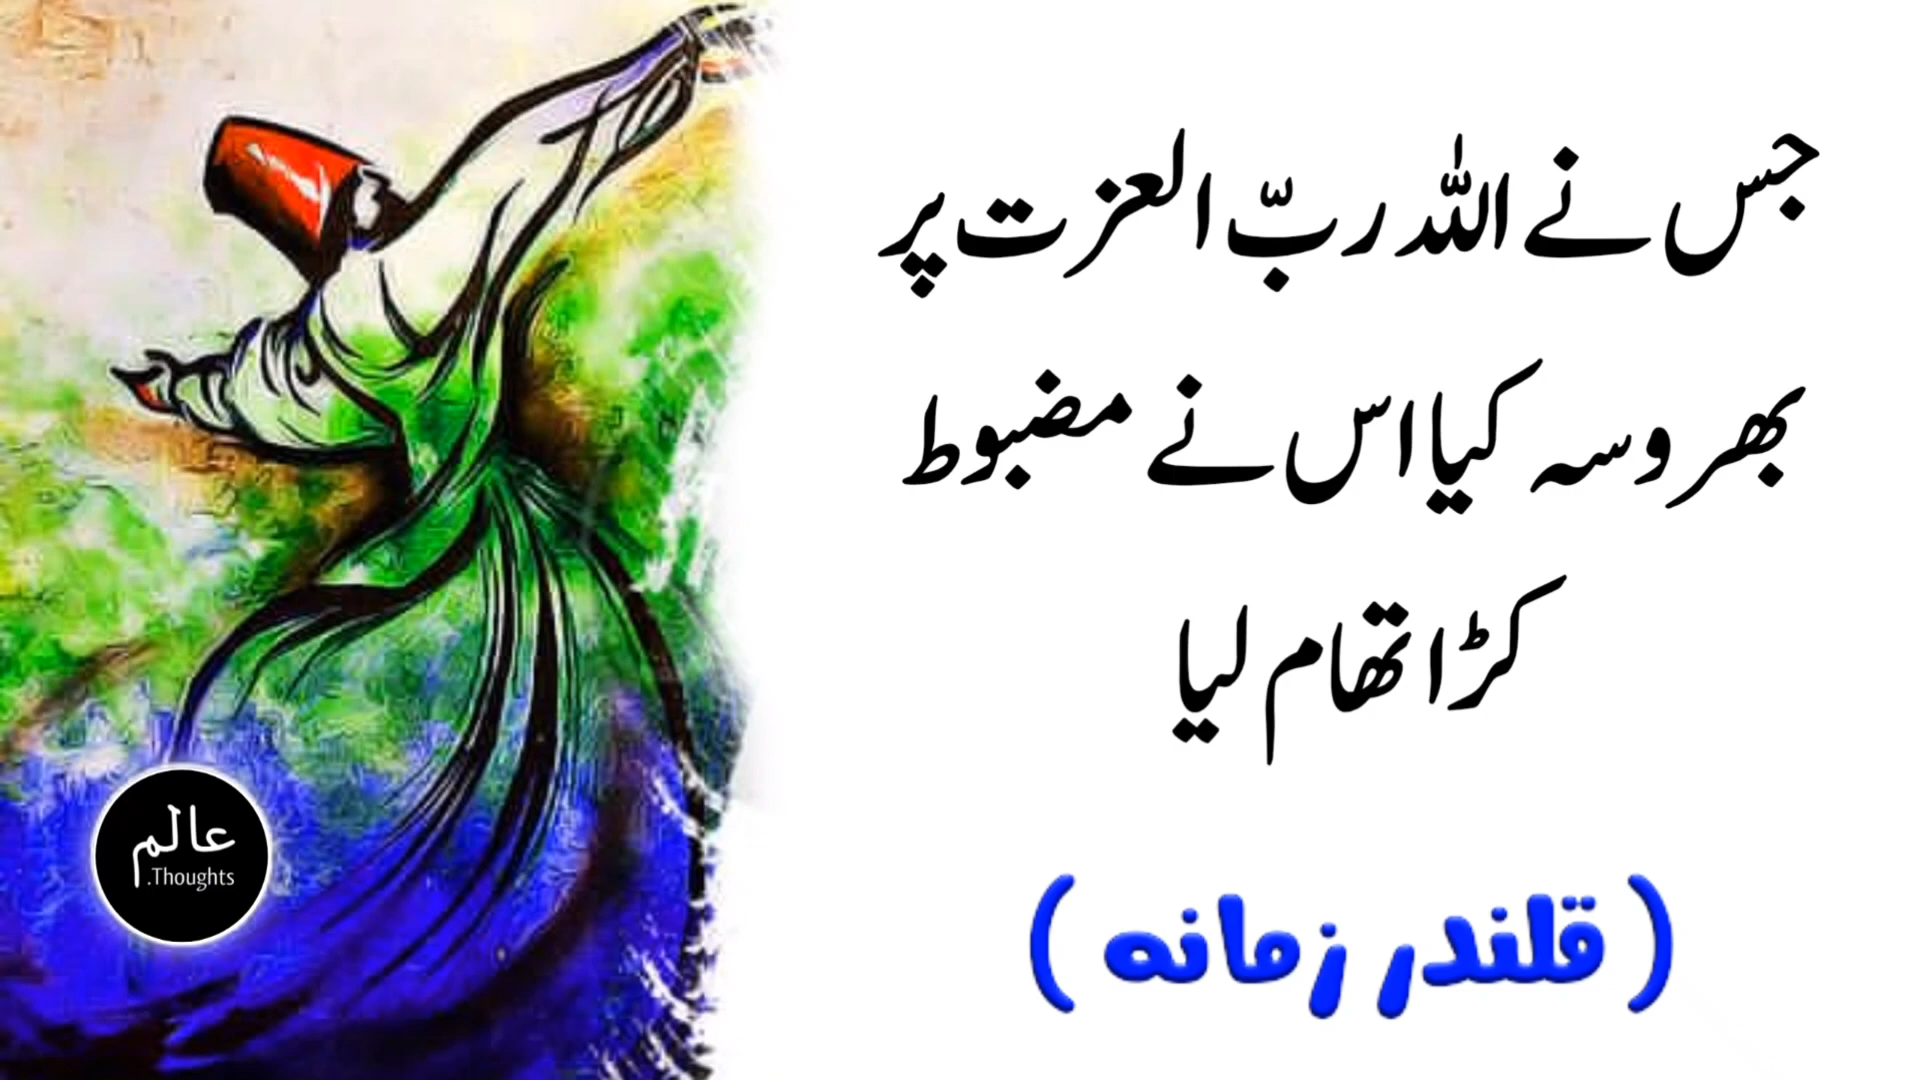 جس نے اللہ ربّ العزت پر
بھروسہ کیا اس نے مضبوط
کڑا تھام لیا
( قلندر زمانہ )
عالم
.Thoughts